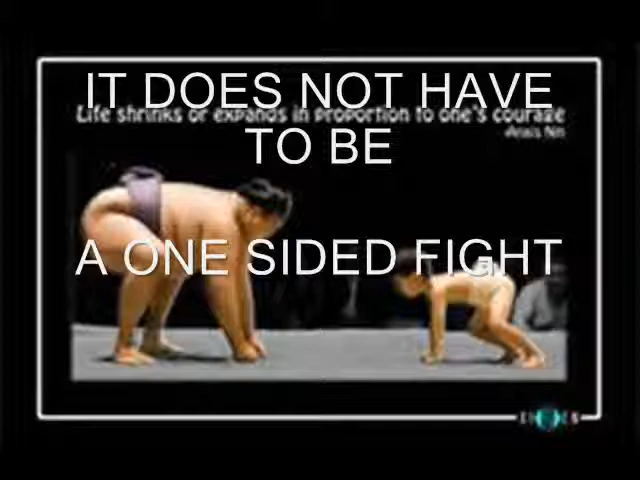 IT DOES NOT HAVE
Life shrinks or expands in proportion to one's courage
-Anais Nin
TO BE
A ONE SIDED FIGHT